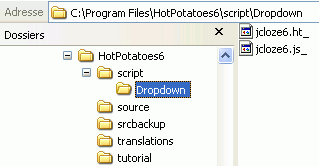 Adresse C:\Program Files\HotPotatoes6\script\Dropdown
Dossiers
HotPotatoes6
script
Dropdown
source
srcbackup
translations
tutorial
jcloze6.ht_
jcloze6.js_